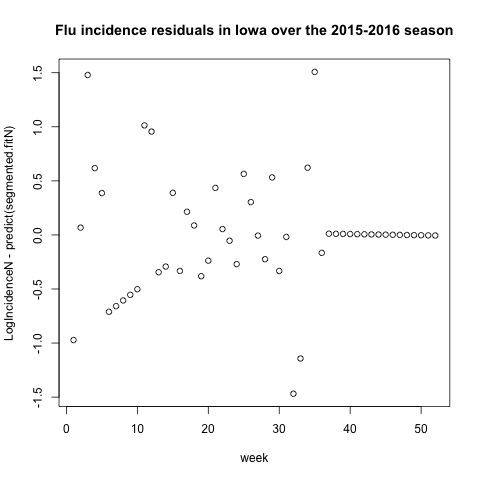 Flu incidence residuals in Iowa over the 2015-2016 season
LogIncidenceN - predict(segmented.fitN)
1.5
1.0
0.5
0.0
-0.5
-1.0
-1.5
0 10 20 30 40 50
week